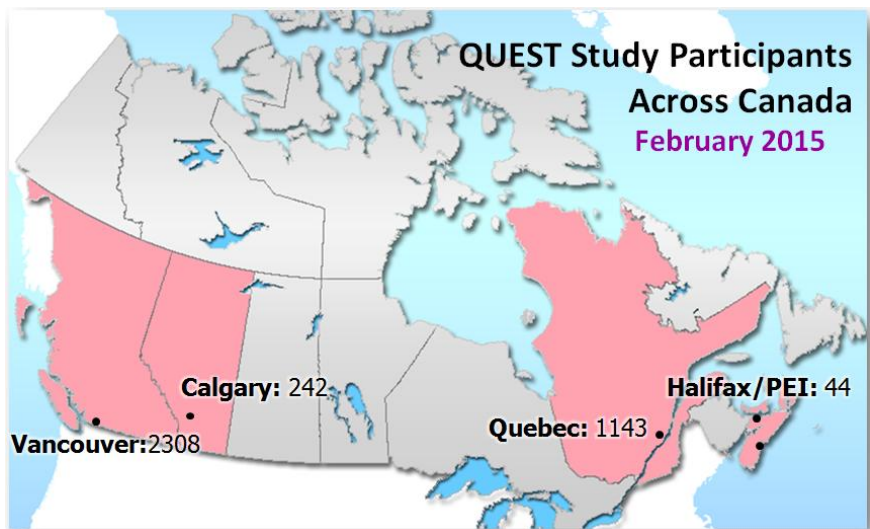 QUEST Study Participants
Across Canada
February 2015
Calgary: 242
Halifax/PEI: 44
Vancouver:2308
Quebec: 1143